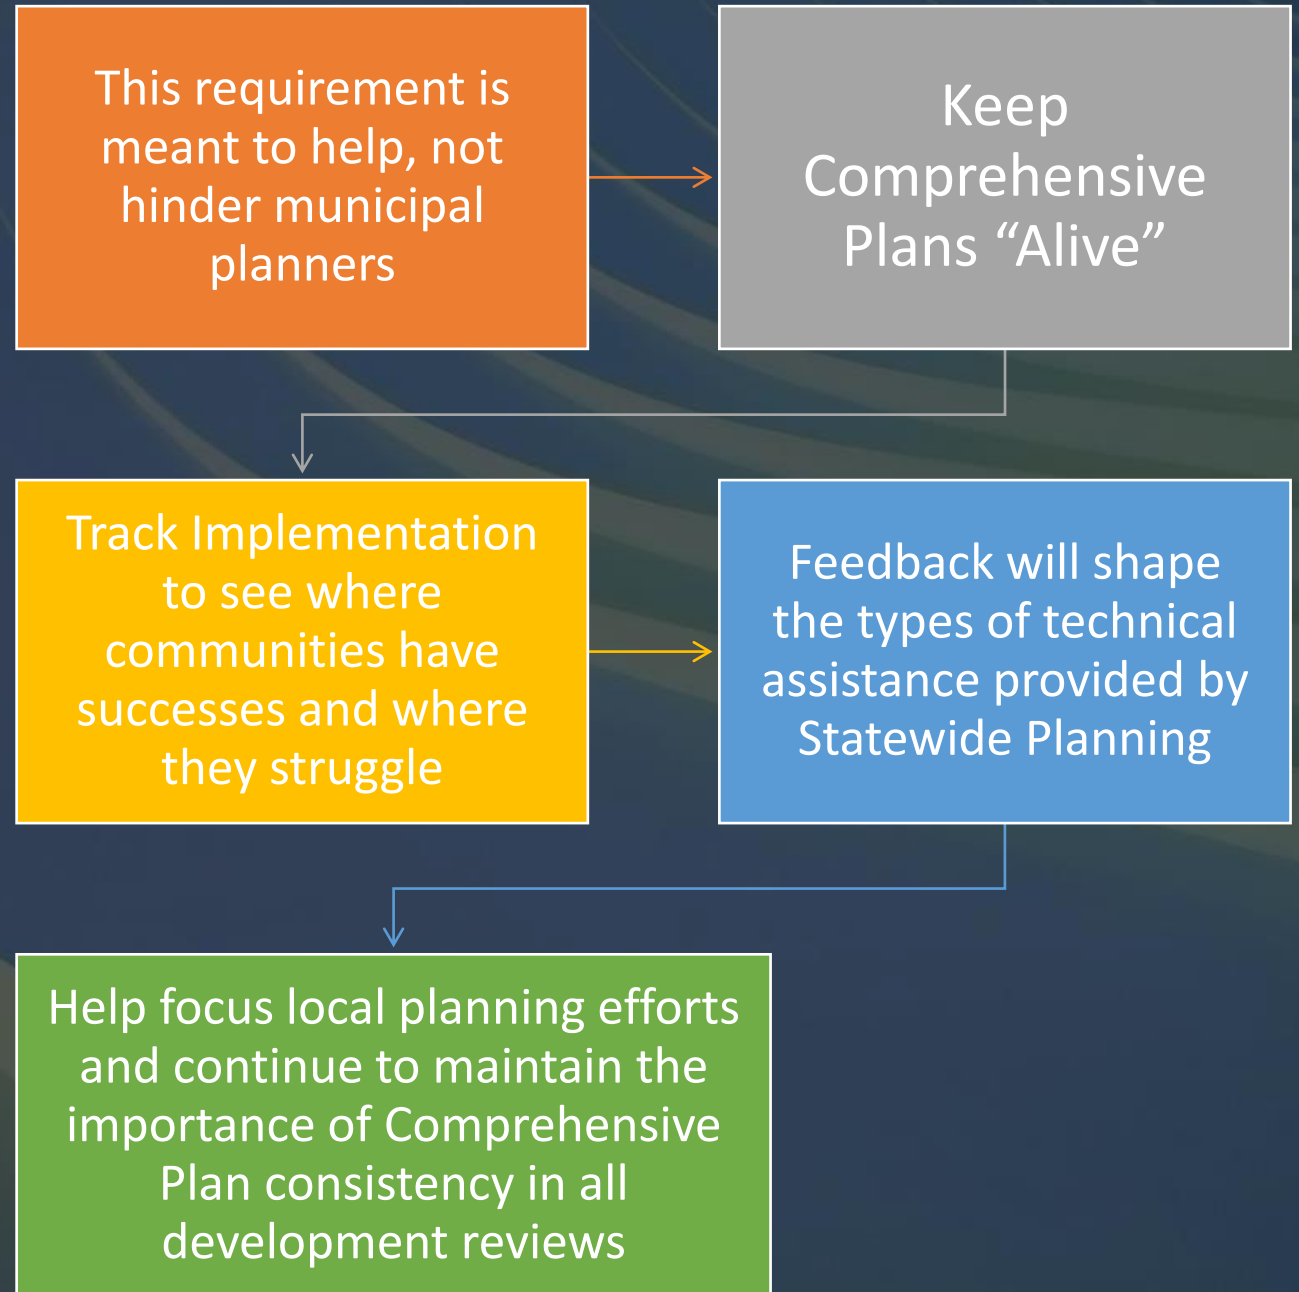 This requirement is
meant to help, not
hinder municipal
planners
Keep
Comprehensive
Plans “Alive”
Track Implementation
to see where
communities have
successes and where
they struggle
Feedback will shape
the types of technical
assistance provided by
Statewide Planning
Help focus local planning efforts
and continue to maintain the
importance of Comprehensive
Plan consistency in all
development reviews